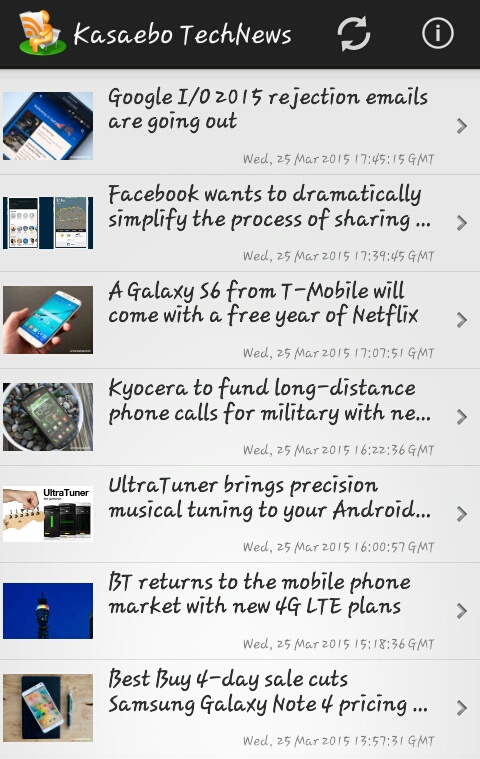 Kasaebo TechNews
Google I/O 2015 rejection emails
are going out
Wed, 25 Mar 2015 17:45:15 GMT
Facebook wants to dramatically
simplify the process of sharing ...
Wed, 25 Mar 2015 17:39:45 GMT
A Galaxy S6 from T-Mobile will
come with a free year of Netflix
Wed, 25 Mar 2015 17:07:51 GMT
Kyocera to fund long-distance
phone calls for military with ne...
Wed, 25 Mar 2015 16:22:36 GMT
UltraTuner
UltraTuner brings precision
musical tuning to your Android...
Wed, 25 Mar 2015 16:00:57 GMT
BT returns to the mobile phone
market with new 4G LTE plans
Wed, 25 Mar 2015 15:18:36 GMT
Best Buy 4-day sale cuts
Samsung Galaxy Note 4 pricing ...
Wed, 25 Mar 2015 13:57:31 GMT